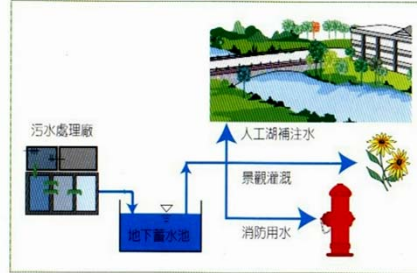 污水處理廠
人工湖補注水
景觀灌溉
地下蓄水池
消防用水